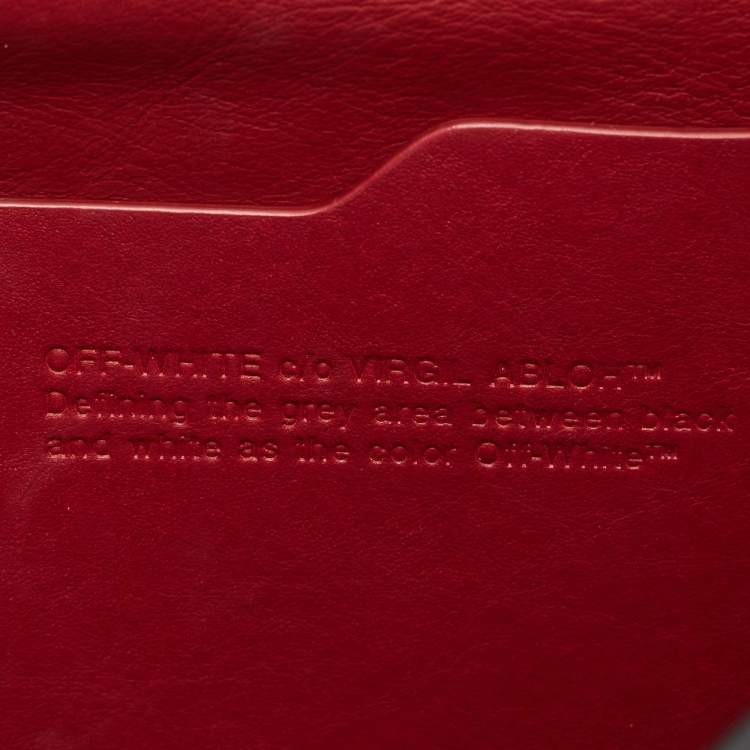 OFF-WHITE c/o VIRGIL ABLOH™
Defining the grey area between black
and white as the color Off-White™